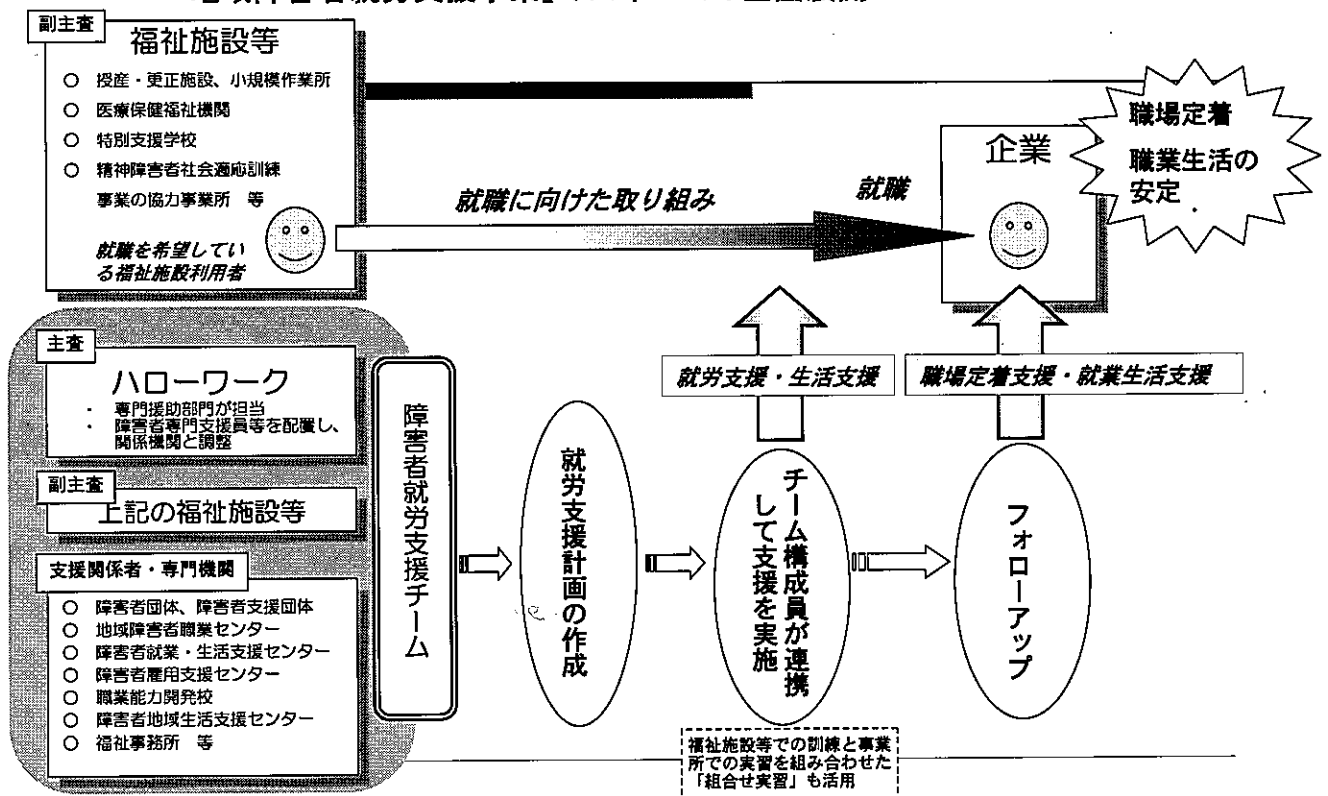 副主査
福祉施設等
○ 授産・更正施設、小規模作業所
○ 医療保健福祉機関
○ 特別支援学校
○ 精神障害者社会適応訓練
事業の協力事業所 等
就職を希望してい
る福祉施設利用者
就職に向けた取り組み
就職
企業
職場定着
職業生活の
安定
主査
ハローワーク
・ 専門援助部門が担当
・ 障害者専門支援員等を配置し、
関係機関と調整
副主査
上記の福祉施設等
支援関係者・専門機関
○ 障害者団体、障害者支援団体
○ 地域障害者職業センター
○ 障害者就業・生活支援センター
○ 障害者雇用支援センター
○ 職業能力開発校
○ 障害者地域生活支援センター
○ 福祉事務所 等
障害者就労支援チーム
就労支援計画の作成
就労支援・生活支援
チーム構成員が連携
して支援を実施
職場定着支援・就業生活支援
フォローアップ
福祉施設等での訓練と事業
所での実習を組み合わせた
「組合せ実習」も活用